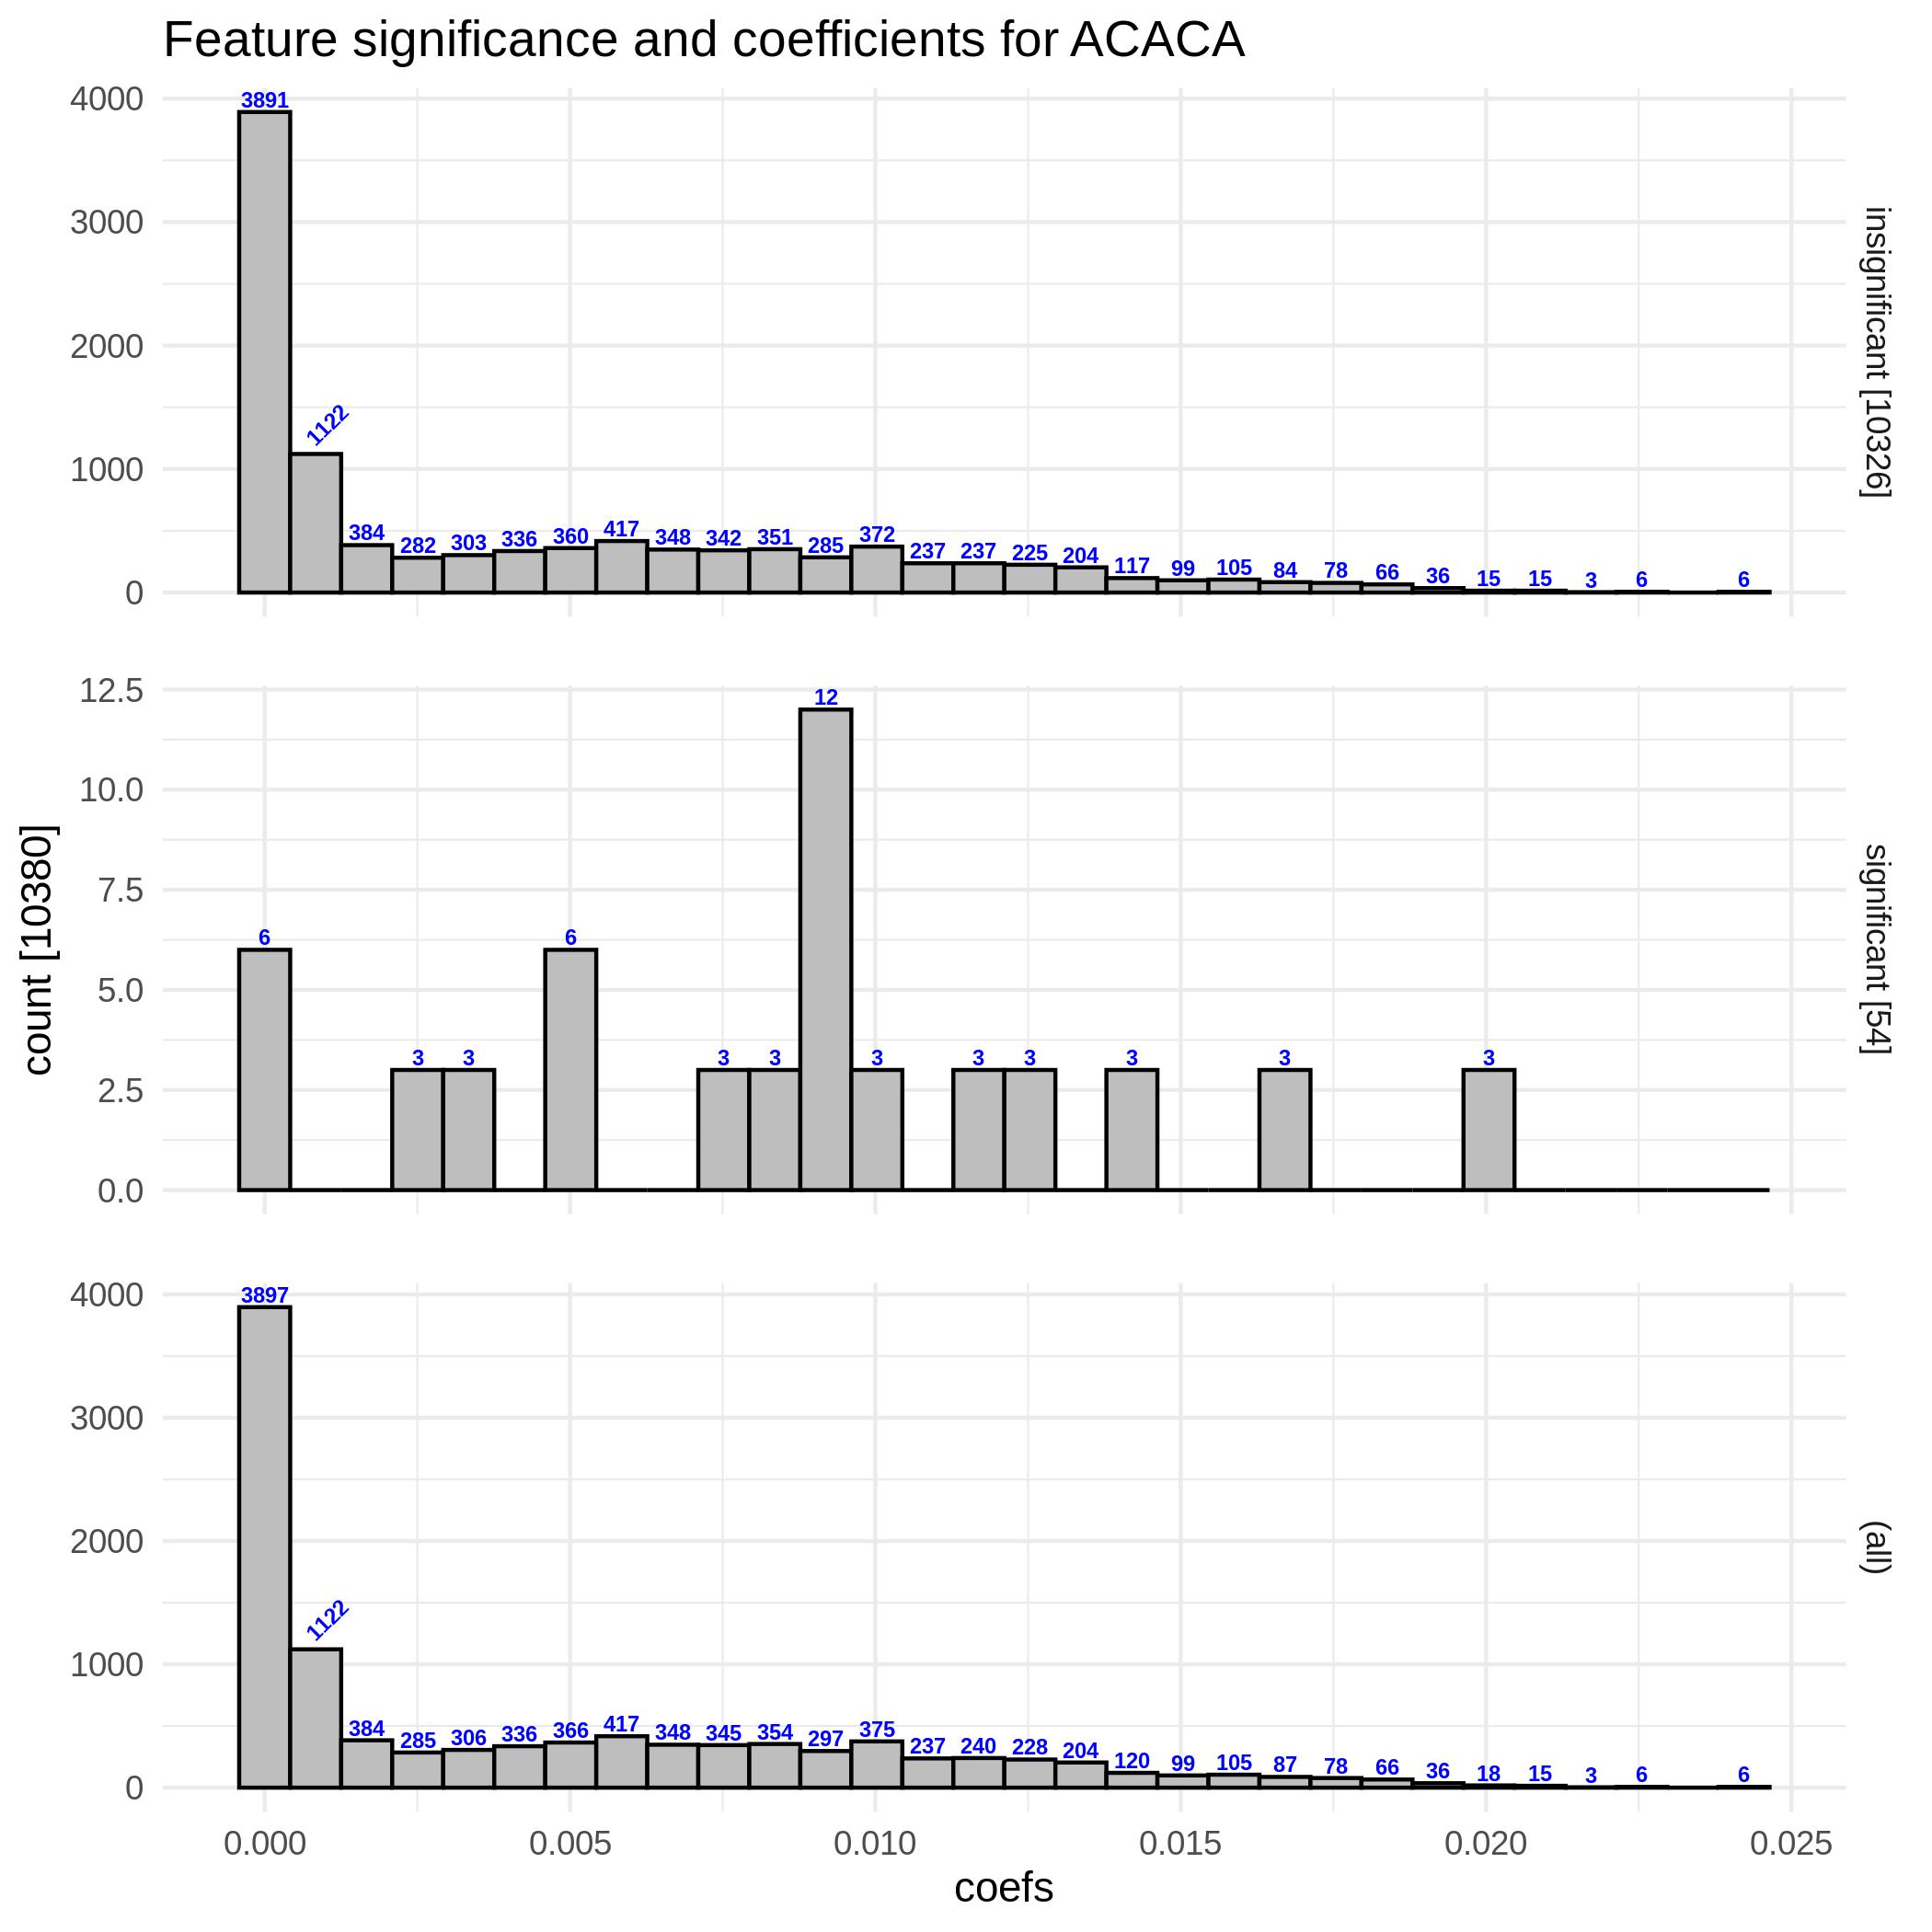 Feature significance and coefficients for ACACA
4000
3000
2000
1000
0
3891
1122
384 282 303 336 360 417 348 342 351 285 372 237 237 225 204 117 99 105 84 78 66 36 15 15 3 6 6
insignificant [10326]
count [10380]
12.5
10.0
7.5
5.0
2.5
0.0
6 3 3 6 3 3 12 3 3 3 3 3 3
significant [54]
4000
3000
2000
1000
0
3897
1122
384 285 306 336 366 417 348 345 354 297 375 237 240 228 204 120 99 105 87 78 66 36 18 15 3 6 6
(all)
0.000 0.005 0.010 0.015 0.020 0.025
coefs